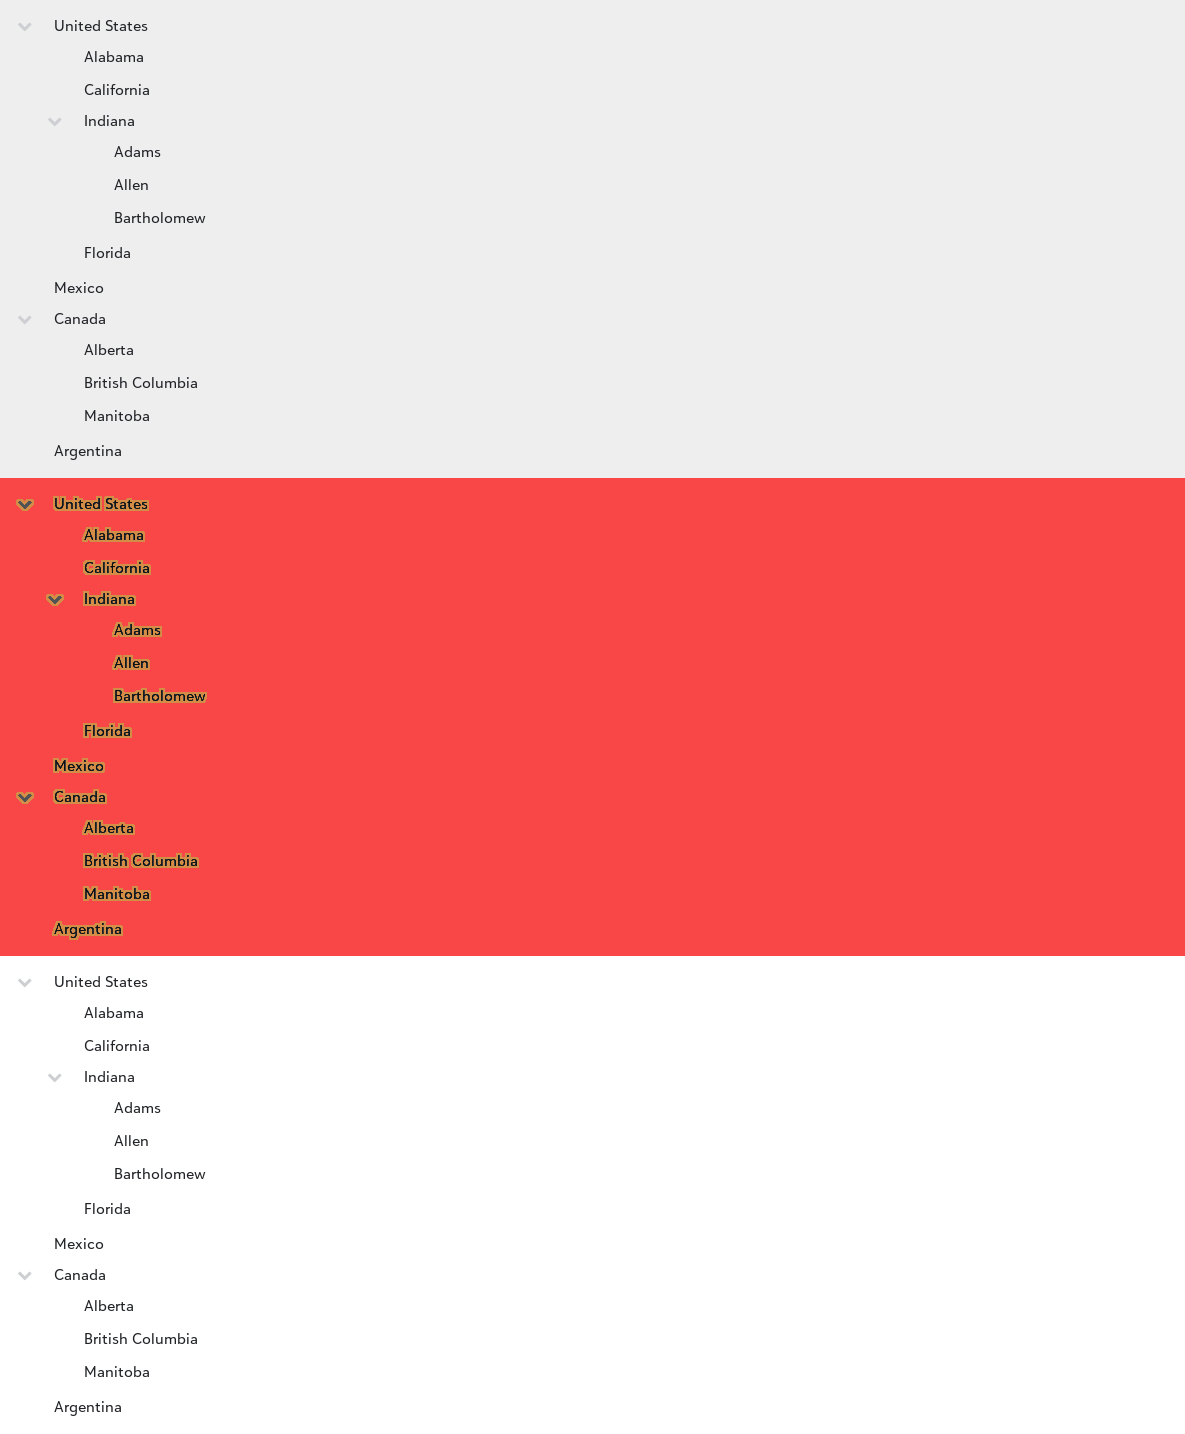 United States
Alabama
California
Indiana
Adams
Allen
Bartholomew
Florida
Mexico
Canada
Alberta
British Columbia
Manitoba
Argentina
United States
Alabama
California
Indiana
Adams
Allen
Bartholomew
Florida
Mexico
Canada
Alberta
British Columbia
Manitoba
Argentina
United States
Alabama
California
Indiana
Adams
Allen
Bartholomew
Florida
Mexico
Canada
Alberta
British Columbia
Manitoba
Argentina